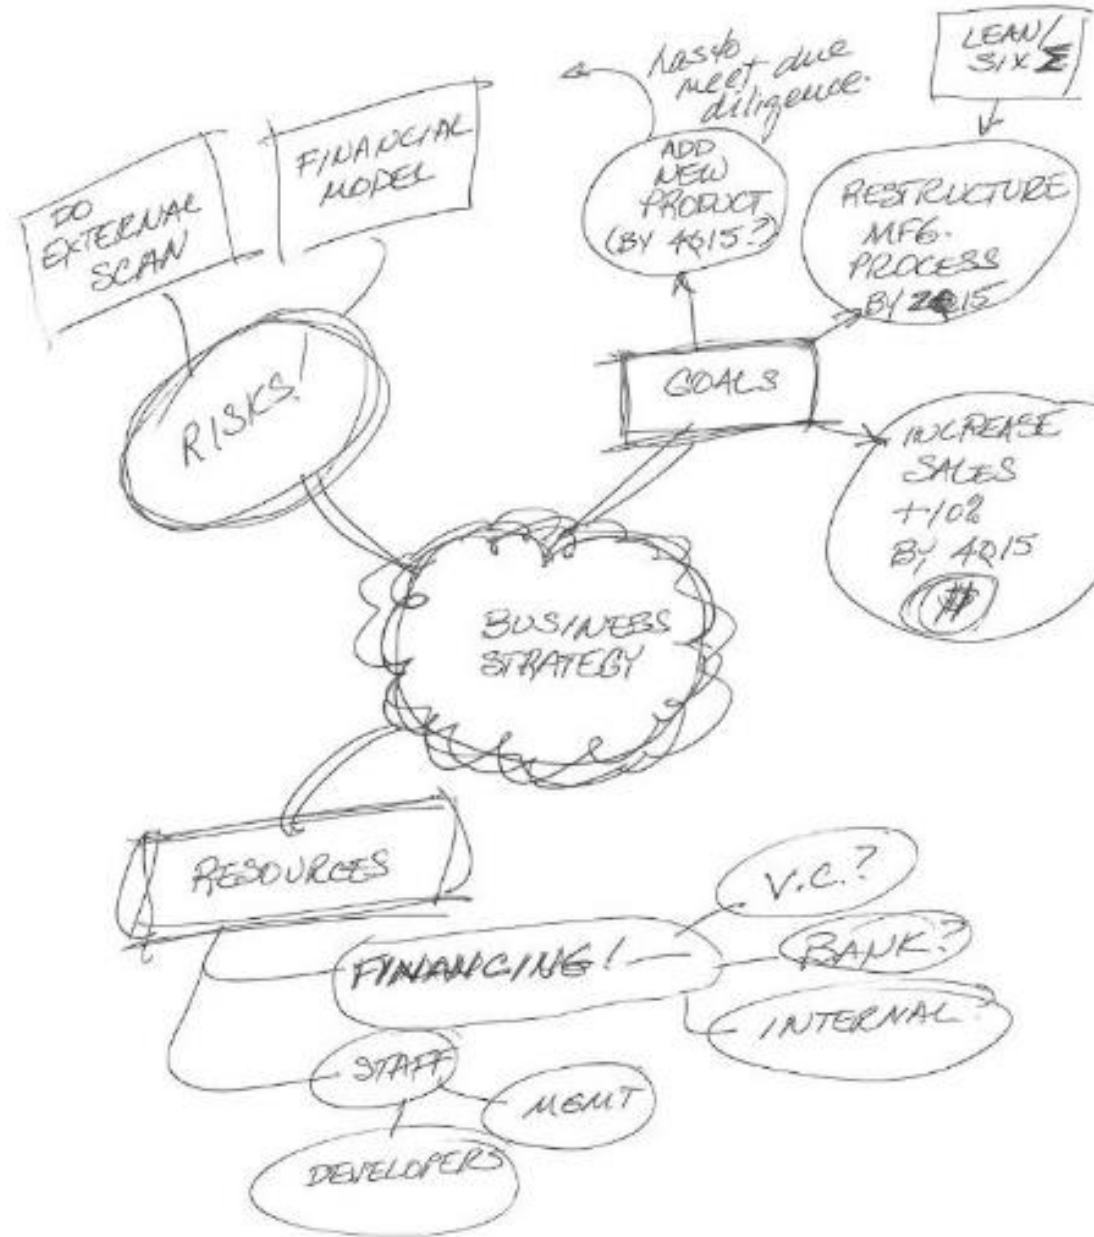 LEAN/
SIX Σ
has to
meet due
diligence.
DO
EXTERNAL
SCAN
FINANCIAL
MODEL
ADD
NEW
PRODUCT
(BY 4Q15?)
RESTRUCTURE
MFG.
PROCESS
BY 2Q15
RISKS!
GOALS
INCREASE
SALES
+10%
BY 4Q15
#
BUSINESS
STRATEGY
RESOURCES
V.C.?
FINANCING!
BANK?
INTERNAL?
STAFF
MGMT
DEVELOPERS